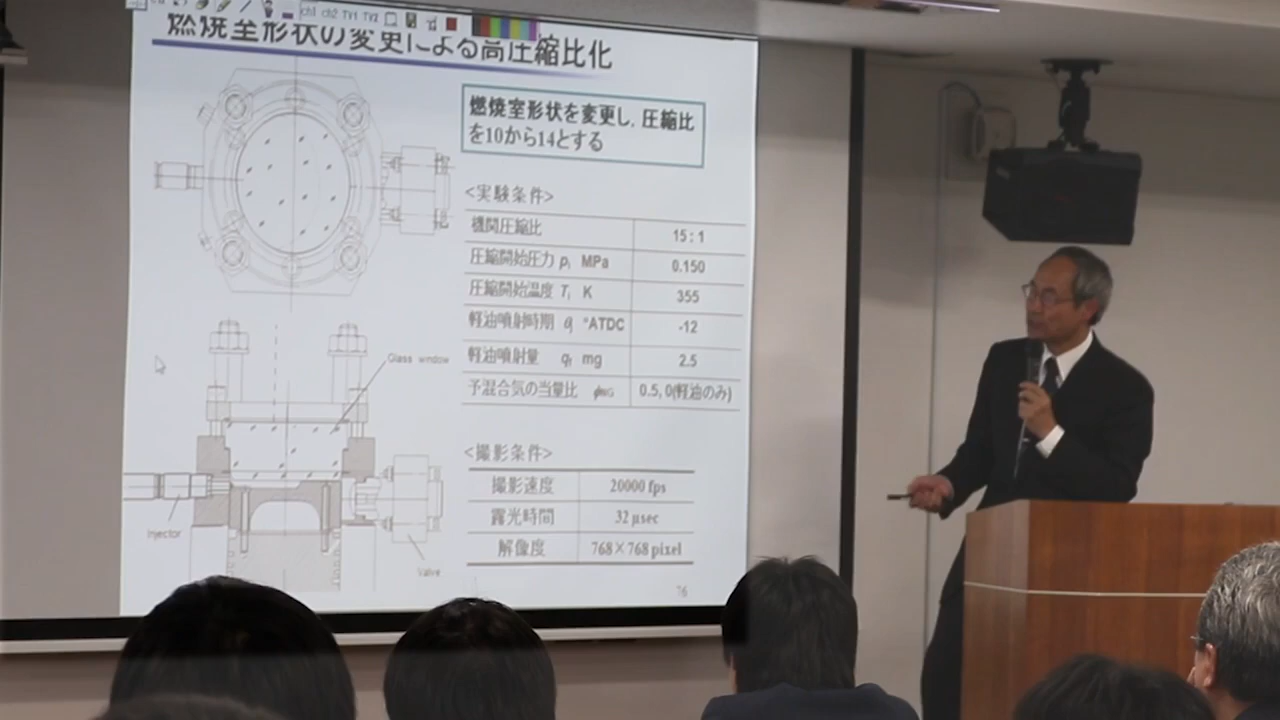 ch1 ch2 TV1 TV2
燃焼室形状の変更による高圧縮比化
燃焼室形状を変更し，圧縮比
を10から14とする
<実験条件>
機関圧縮比 15 : 1
圧縮開始圧力 pi MPa 0.150
圧縮開始温度 Ti K 355
軽油噴射時期 °ATDC -12
軽油噴射量 mg 2.5
予混合気の当量比 0.5, 0(軽油のみ)
Glass window
<撮影条件>
撮影速度 20000 fps
露光時間 32 μsec
解像度 768×768 pixel
Injector
Valve
76